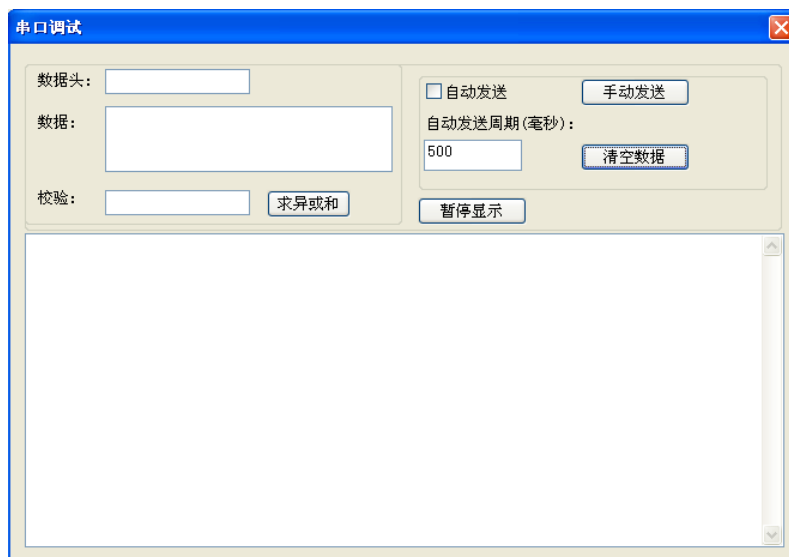 串口调试
数据头：
数据：
校验：
求异或和
自动发送
手动发送
自动发送周期(毫秒)：
500
清空数据
暂停显示